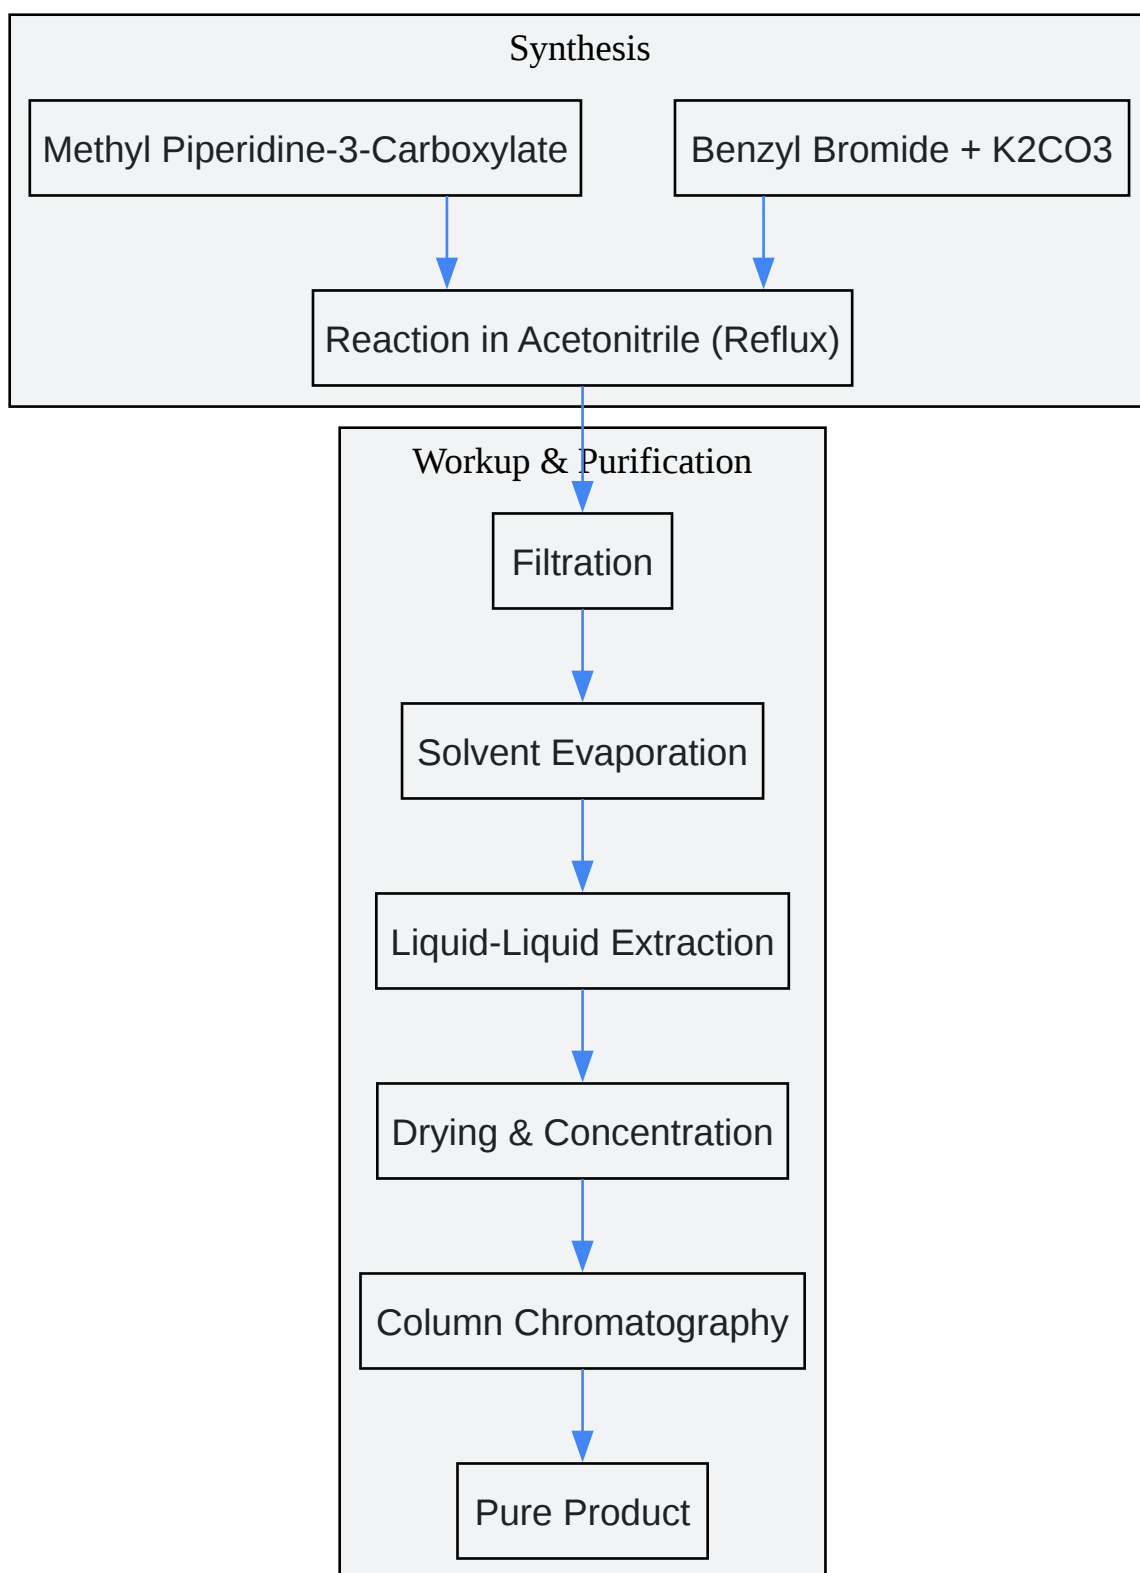 Synthesis
Methyl Piperidine-3-Carboxylate
Benzyl Bromide + K2CO3
Reaction in Acetonitrile (Reflux)
Workup & Purification
Filtration
Solvent Evaporation
Liquid-Liquid Extraction
Drying & Concentration
Column Chromatography
Pure Product